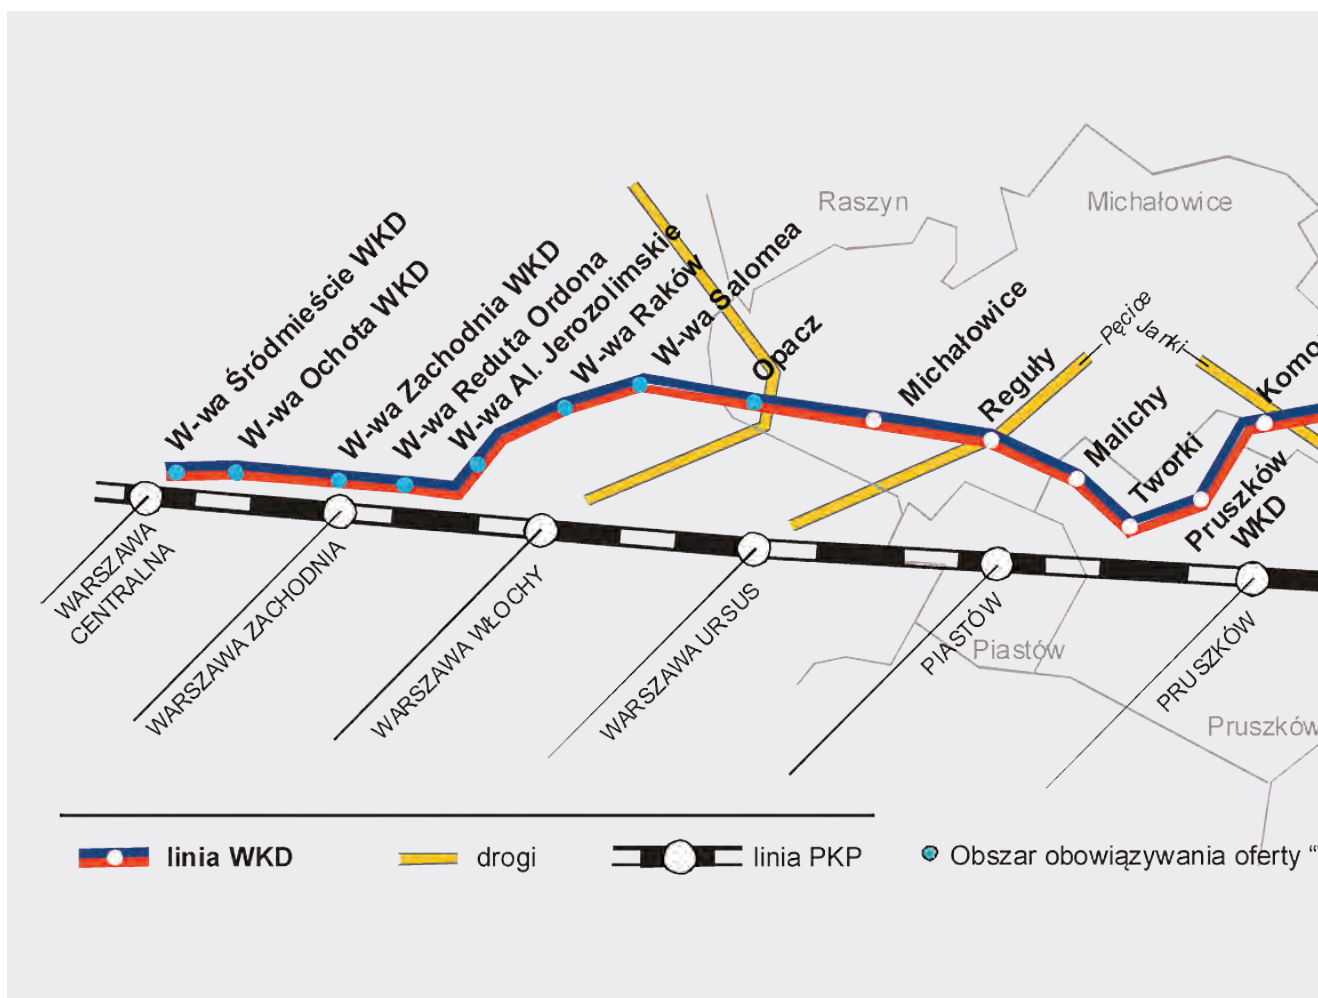 Raszyn
Michałowice
W-wa Śródmieście WKD
W-wa Ochota WKD
W-wa Zachodnia WKD
W-wa Reduta Ordona
W-wa Al. Jerozolimskie
W-wa Raków
W-wa Salomea
Opacz
Michałowice
Reguły
Pęcice
Janki
Malichy
Tworki
Pruszków
WKD
Komo
WARSZAWA
CENTRALNA
WARSZAWA ZACHODNIA
WARSZAWA WŁOCHY
WARSZAWA URSUS
PIASTÓW
Piastów
PRUSZKÓW
Pruszków
linia WKD
drogi
linia PKP
Obszar obowiązywania oferty “